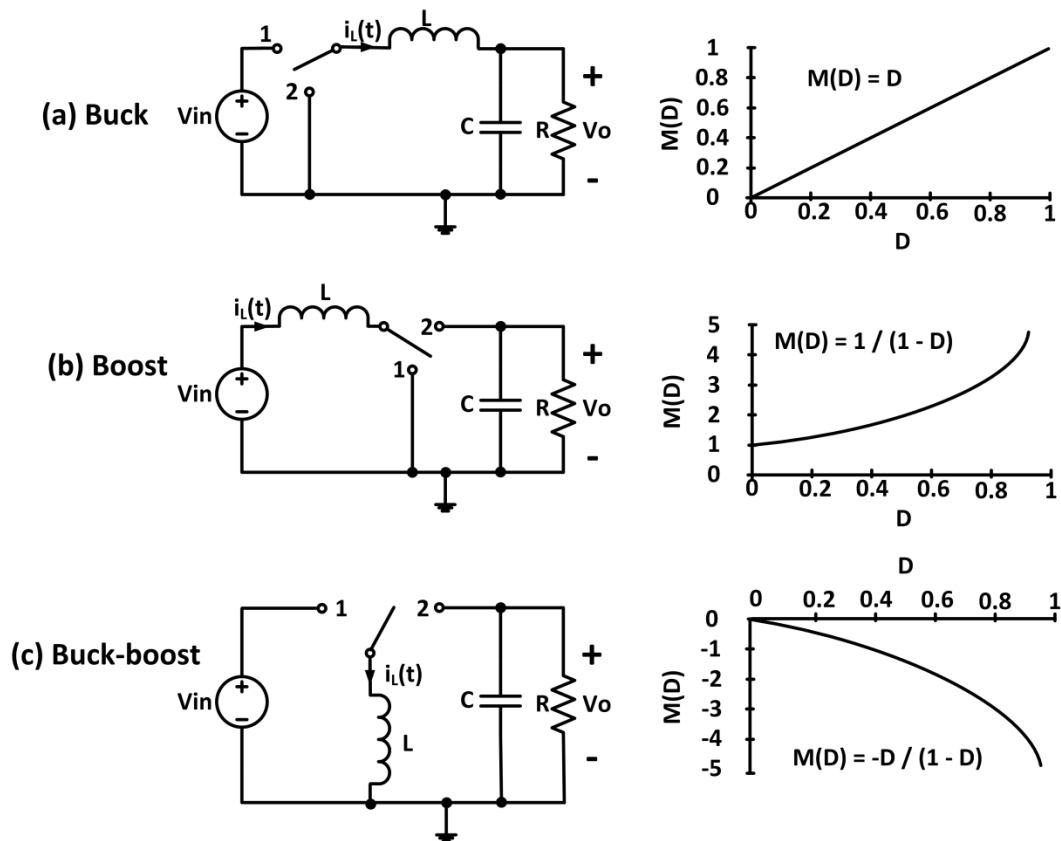 (a) Buck
1
2
iL(t)
L
Vin
+
−
C
R
+
Vo
-
M(D)
1
0.8
0.6
0.4
0.2
0
M(D) = D
0 0.2 0.4 0.6 0.8 1
D
(b) Boost
iL(t)
L
2
1
Vin
+
−
C
R
+
Vo
-
M(D)
5
4
3
2
1
0
M(D) = 1 / (1 - D)
0 0.2 0.4 0.6 0.8 1
D
(c) Buck-boost
1
2
iL(t)
L
Vin
+
−
C
R
+
Vo
-
D
0 0.2 0.4 0.6 0.8 1
M(D)
0
-1
-2
-3
-4
-5
M(D) = -D / (1 - D)